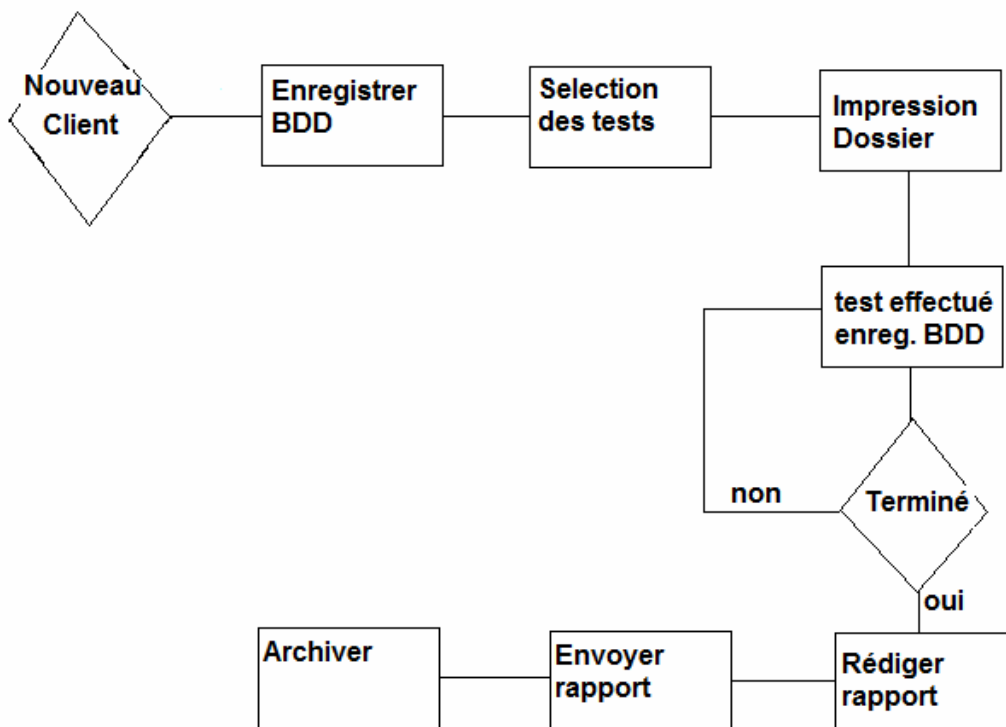 Nouveau
Client
Enregistrer
BDD
Selection
des tests
Impression
Dossier
test effectué
enreg. BDD
non
Terminé
oui
Archiver
Envoyer
rapport
Rédiger
rapport